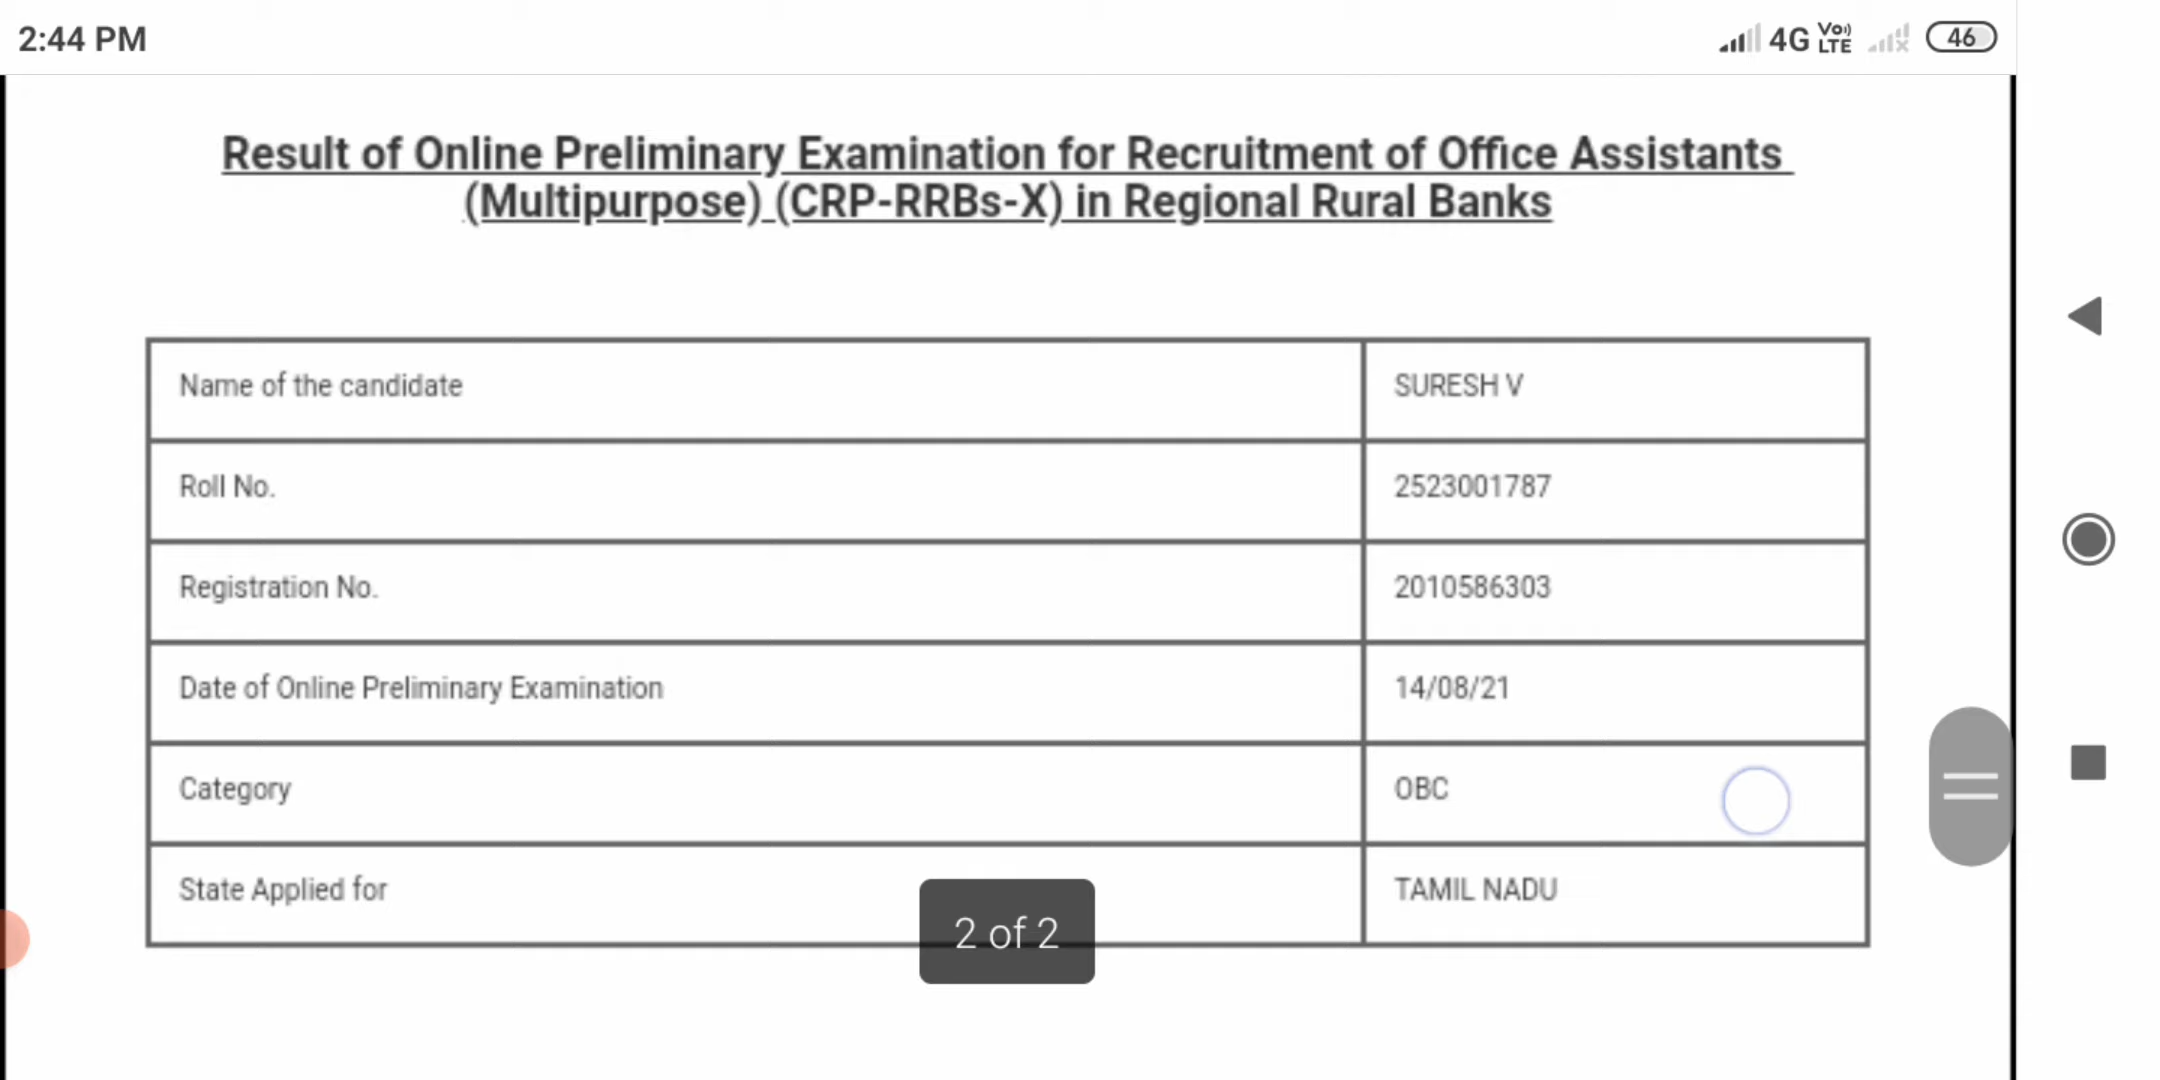 2:44 PM 4G Vo)) LTE 46
Result of Online Preliminary Examination for Recruitment of Office Assistants
(Multipurpose) (CRP-RRBs-X) in Regional Rural Banks
Name of the candidate SURESH V
Roll No. 2523001787
Registration No. 2010586303
Date of Online Preliminary Examination 14/08/21
Category OBC
State Applied for TAMIL NADU
2 of 2